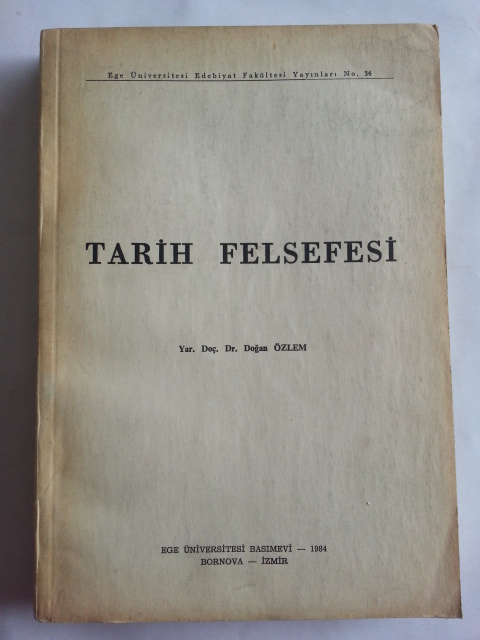 Ege Üniversitesi Edebiyat Fakültesi Yayınları No. 34
TARİH FELSEFESİ
Yar. Doç. Dr. Doğan ÖZLEM
EGE ÜNİVERSİTESİ BASIMEVİ — 1984
BORNOVA — İZMİR